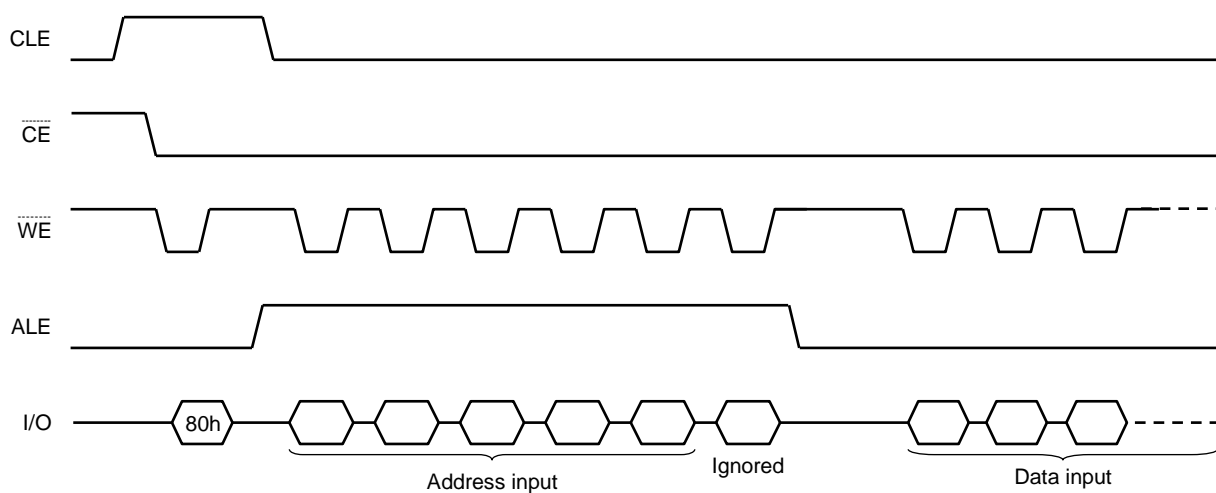 CLE
CE
WE
ALE
I/O
80h
Address input
Ignored
Data input